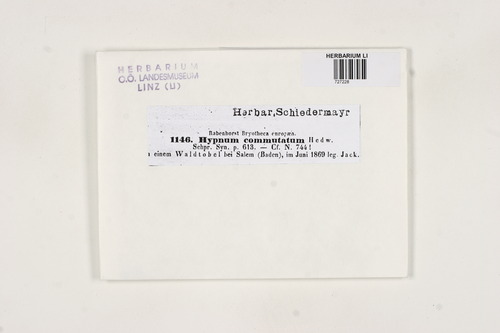 HERBARIUM
O.Ö. LANDESMUSEUM
LINZ (LI)
HERBARIUM LI
727228
Herbar, Schiedermayr
Rabenhorst Bryotheca europæa.
1146. Hypnum commutatum Hedw.
Schpr. Syn. p. 613. — Cf. N. 744!
n einem Waldtobel bei Salem (Baden), im Juni 1869 leg. Jack.